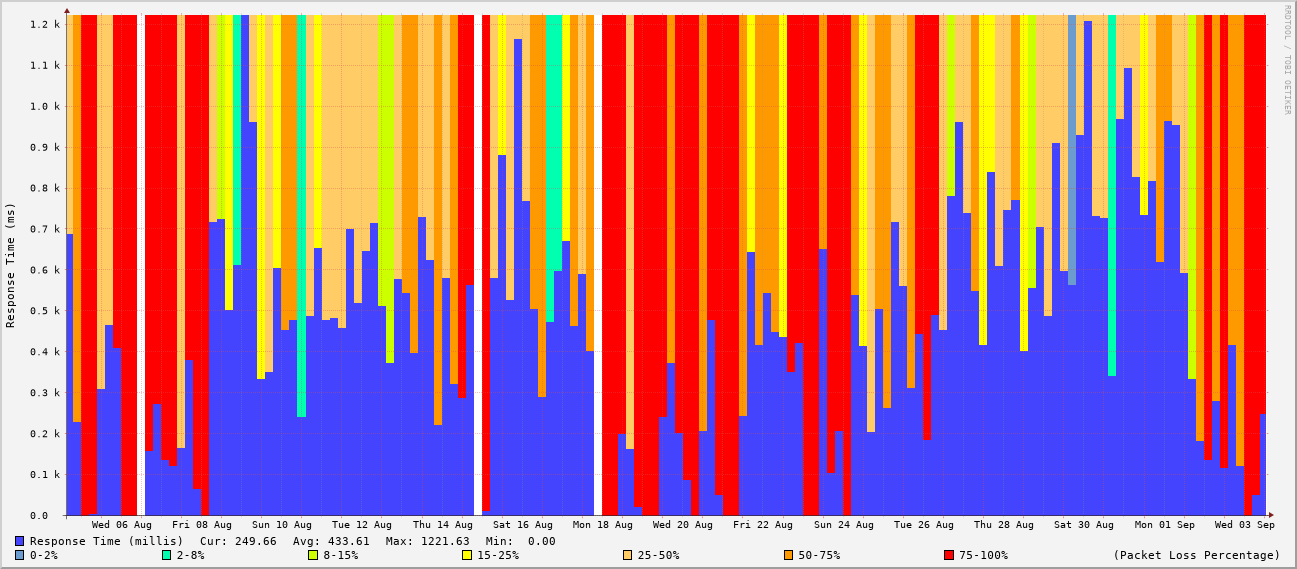 1.2 k
1.1 k
1.0 k
0.9 k
0.8 k
0.7 k
0.6 k
0.5 k
0.4 k
0.3 k
0.2 k
0.1 k
0.0
Response Time (ms)
RRDTOOL / TOBI OETIKER
Wed 06 Aug Fri 08 Aug Sun 10 Aug Tue 12 Aug Thu 14 Aug Sat 16 Aug Mon 18 Aug Wed 20 Aug Fri 22 Aug Sun 24 Aug Tue 26 Aug Thu 28 Aug Sat 30 Aug Mon 01 Sep Wed 03 Sep
Response Time (millis) Cur: 249.66 Avg: 433.61 Max: 1221.63 Min: 0.00
0-2% 2-8% 8-15% 15-25% 25-50% 50-75% 75-100% (Packet Loss Percentage)